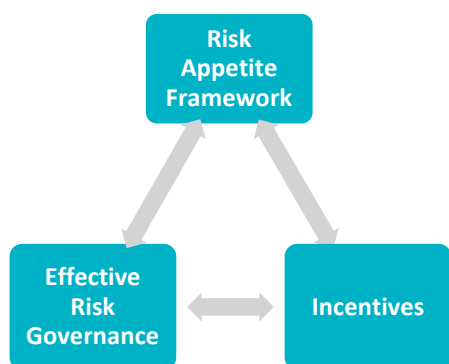 Risk
Appetite
Framework
Effective
Risk
Governance
Incentives